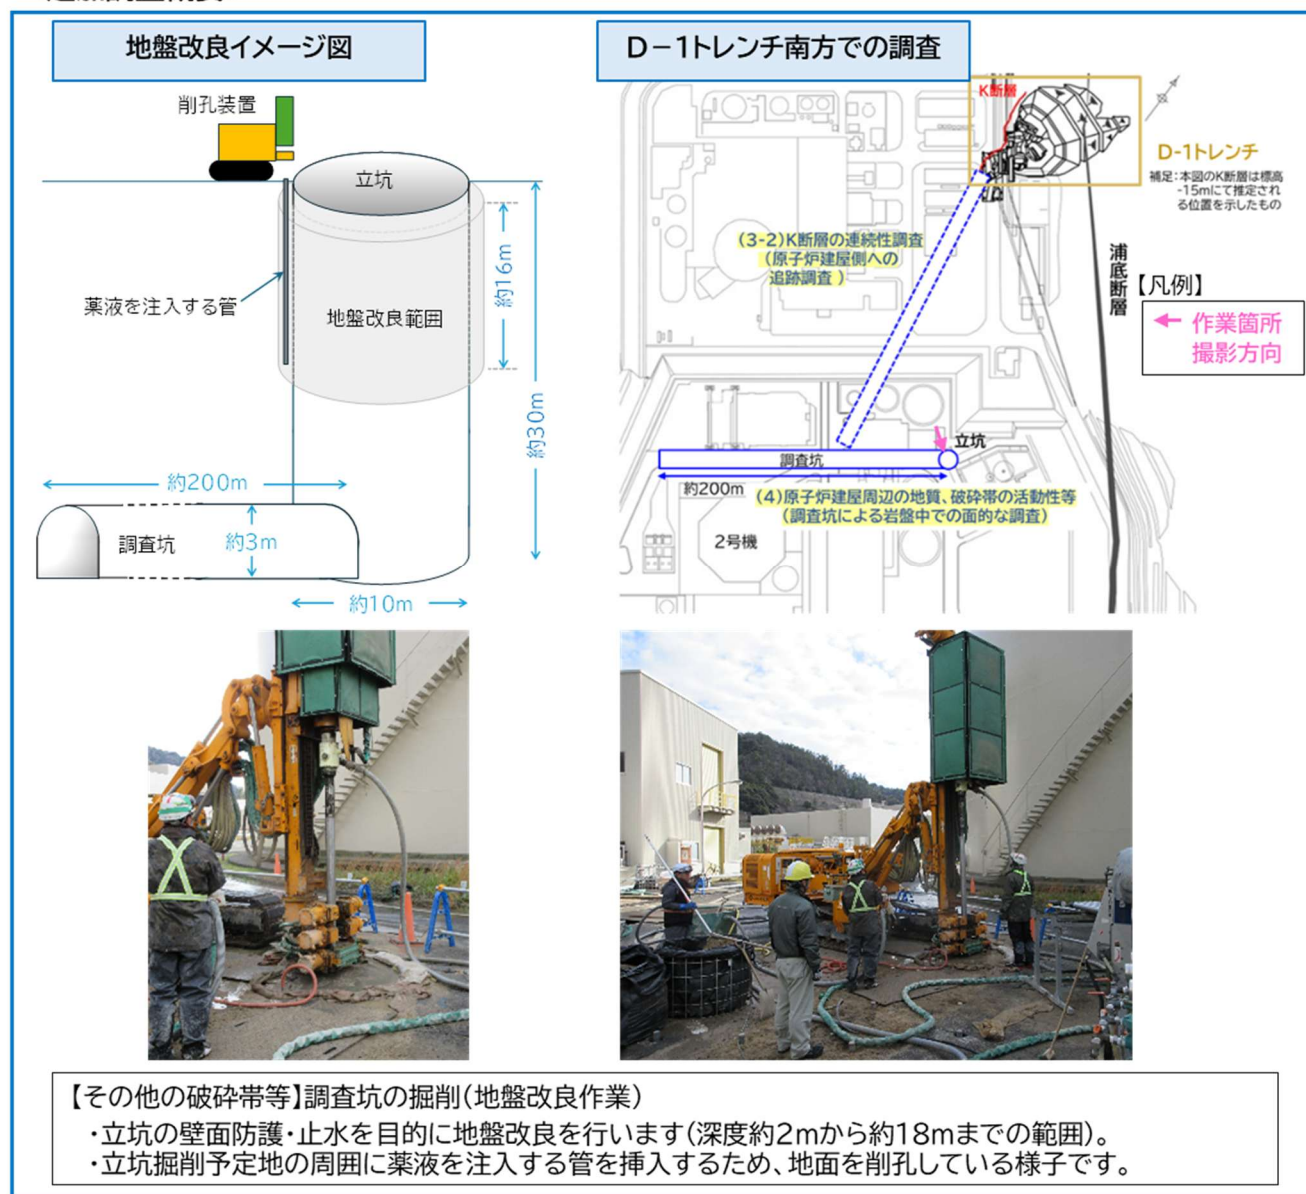 地盤改良イメージ図
削孔装置
立坑
薬液を注入する管
地盤改良範囲
約16m
約30m
約200m
調査坑
約3m
約10m
D-1トレンチ南方での調査
K断層
D-1トレンチ
補足:本図のK断層は標高
-15mにて推定され
る位置を示したもの
(3-2)K断層の連続性調査
(原子炉建屋側への
追跡調査 )
浦底断層
【凡例】
← 作業箇所
撮影方向
立坑
調査坑
約200m
(4)原子炉建屋周辺の地質、破砕帯の活動性等
(調査坑による岩盤中での面的な調査)
2号機
【その他の破砕帯等】調査坑の掘削(地盤改良作業)
・立坑の壁面防護・止水を目的に地盤改良を行います(深度約2mから約18mまでの範囲)。
・立坑掘削予定地の周囲に薬液を注入する管を挿入するため、地面を削孔している様子です。